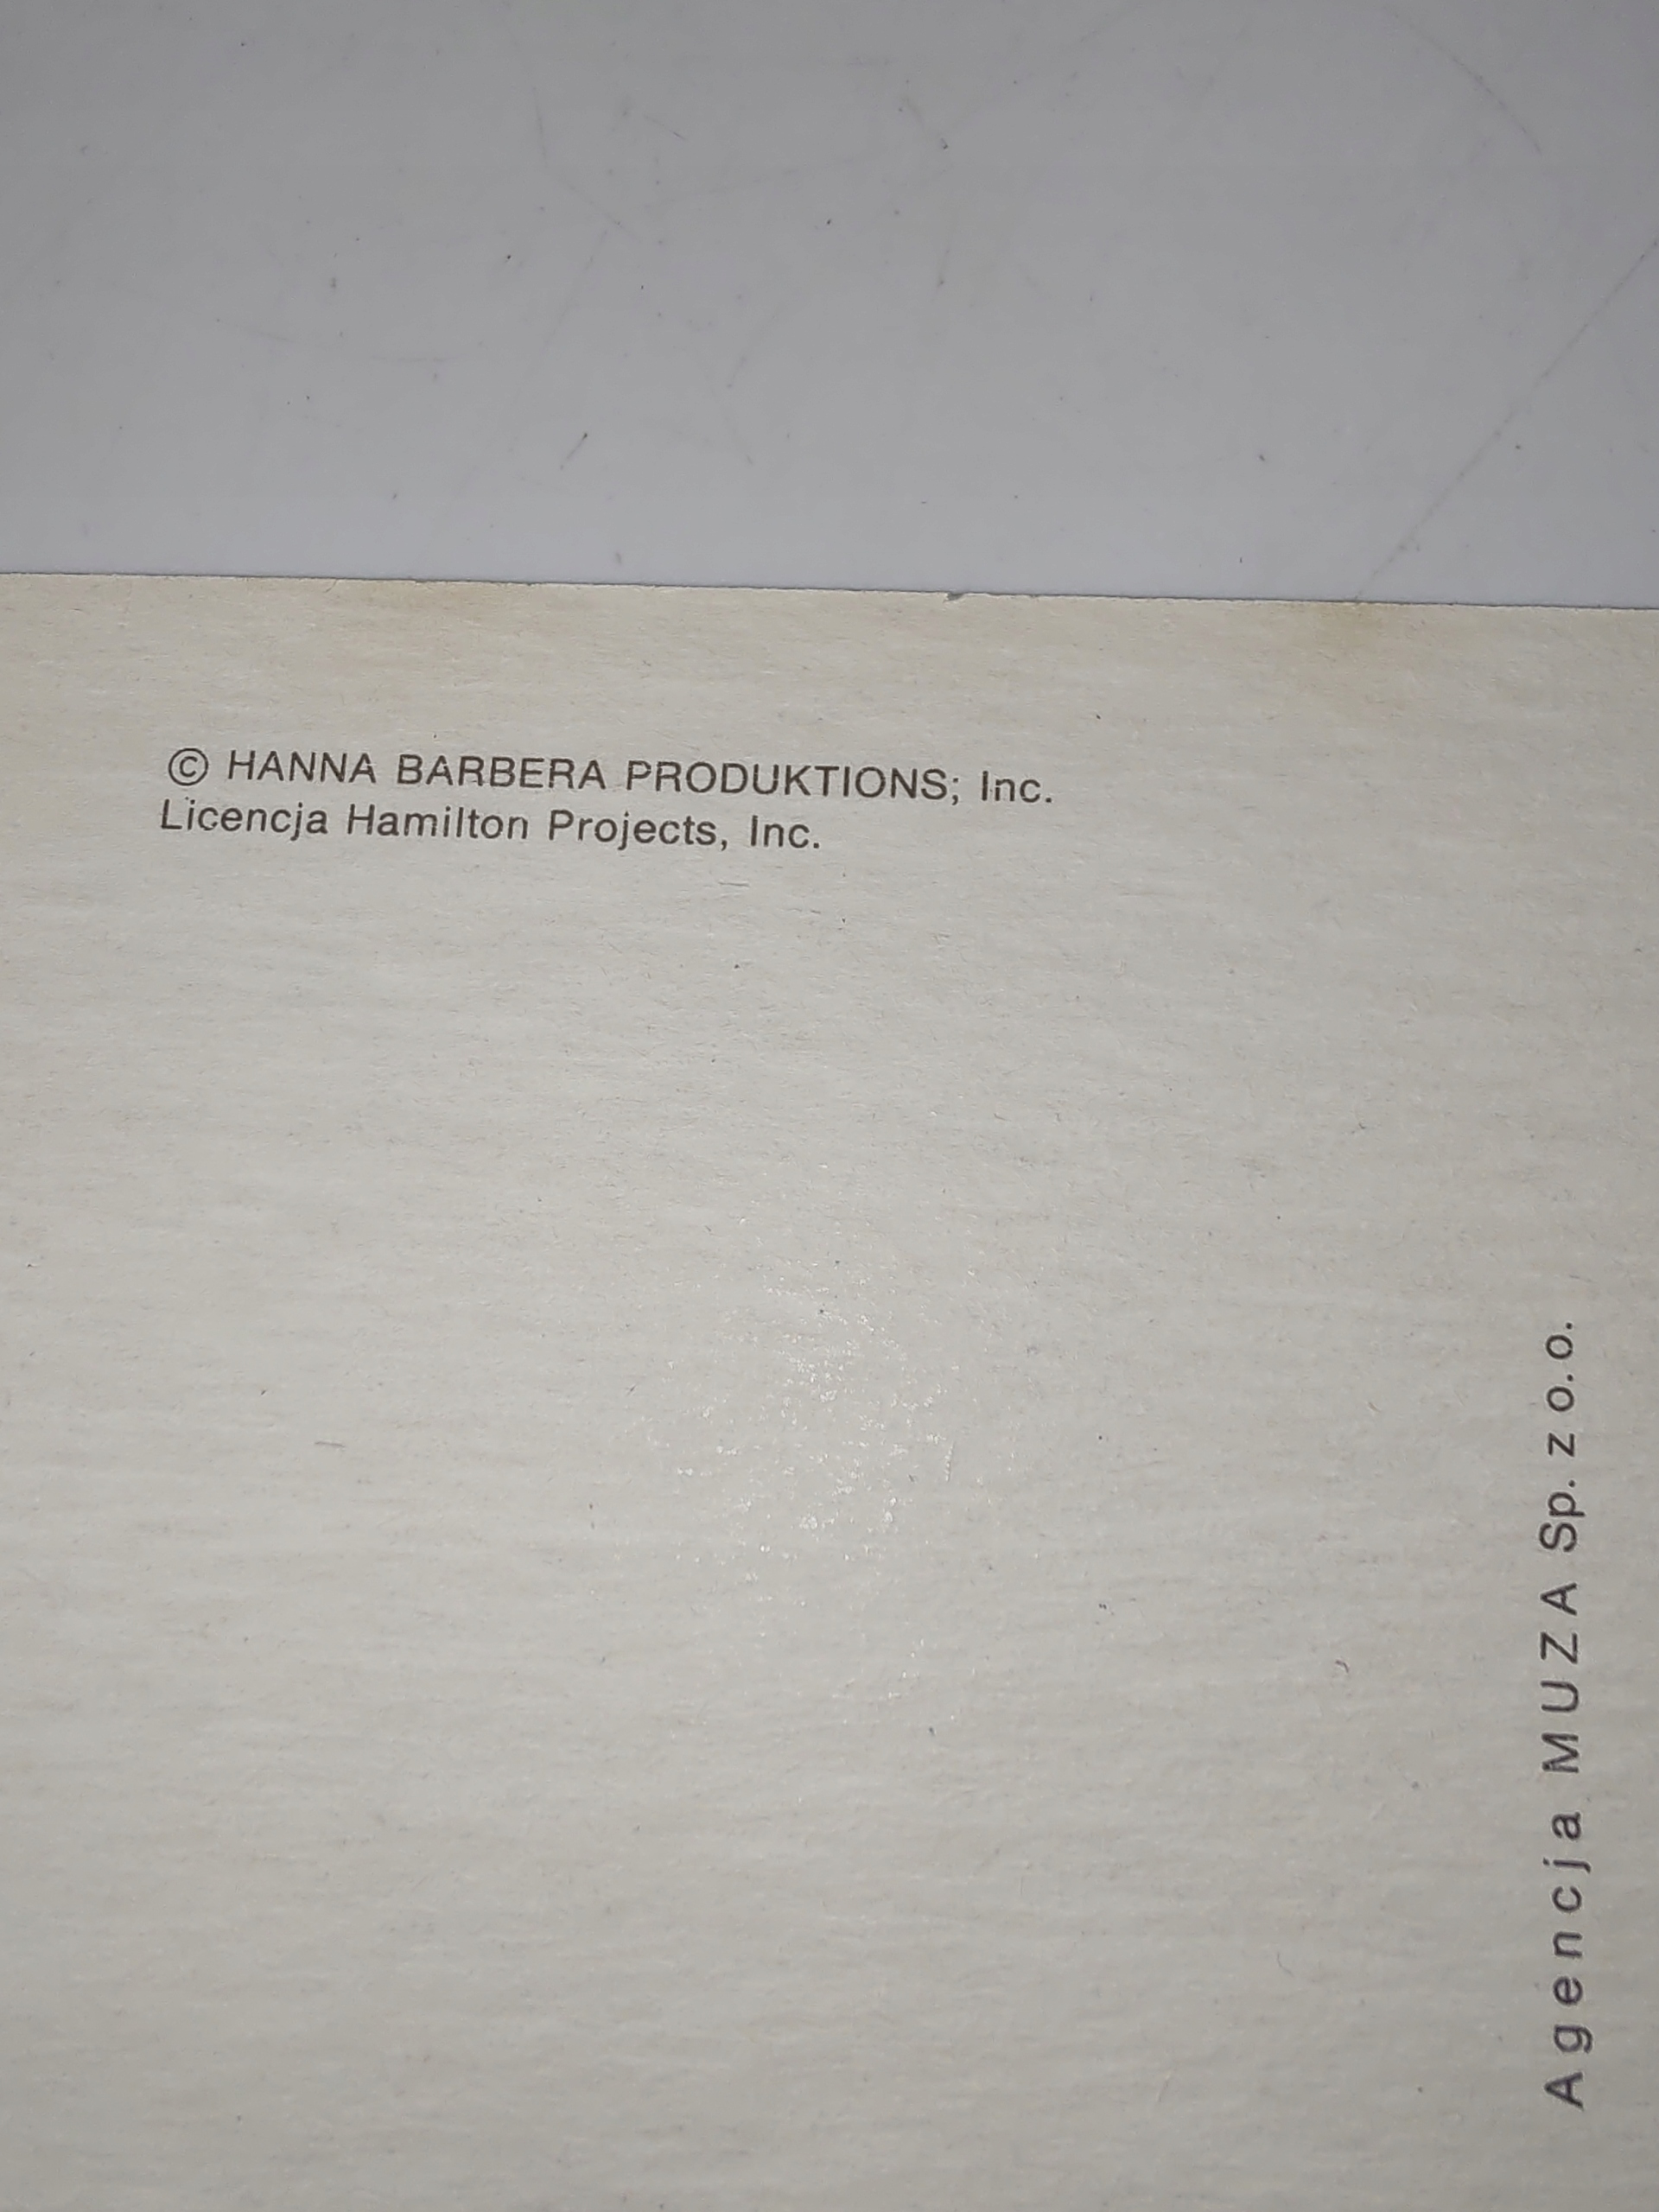 © HANNA BARBERA PRODUKTIONS; Inc.
Licencja Hamilton Projects, Inc.
Agencja MUZA Sp. z o.o.